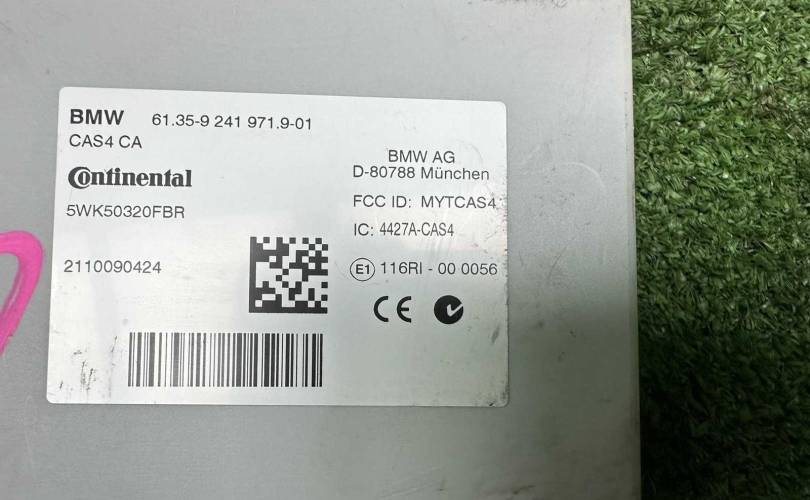 BMW 61.35-9 241 971.9-01
CAS4 CA
Continental
5WK50320FBR
2110090424
BMW AG
D-80788 München
FCC ID: MYTCAS4
IC: 4427A-CAS4
E1 116RI - 00 0056
CE